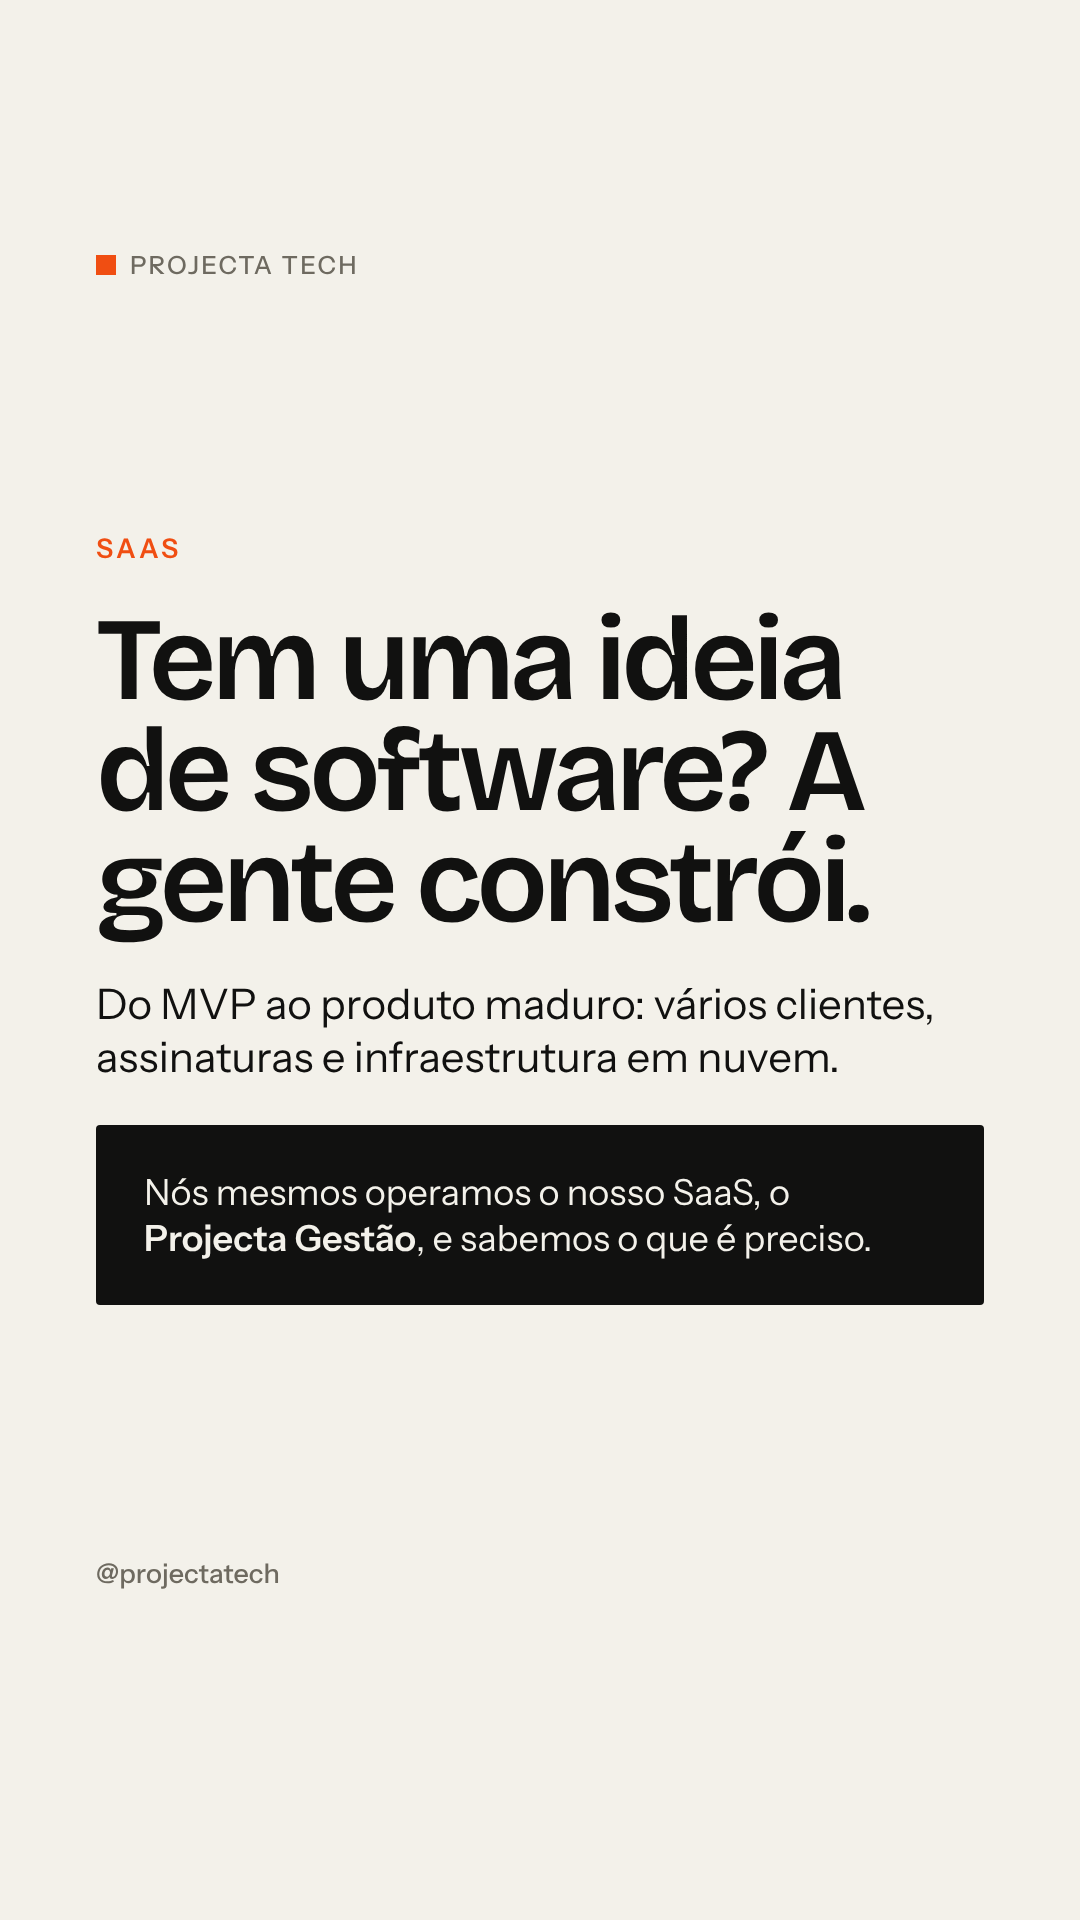 PROJECTA TECH
SAAS
Tem uma ideia
de software? A
gente constrói.
Do MVP ao produto maduro: vários clientes,
assinaturas e infraestrutura em nuvem.
Nós mesmos operamos o nosso SaaS, o
Projecta Gestão, e sabemos o que é preciso.
@projectatech